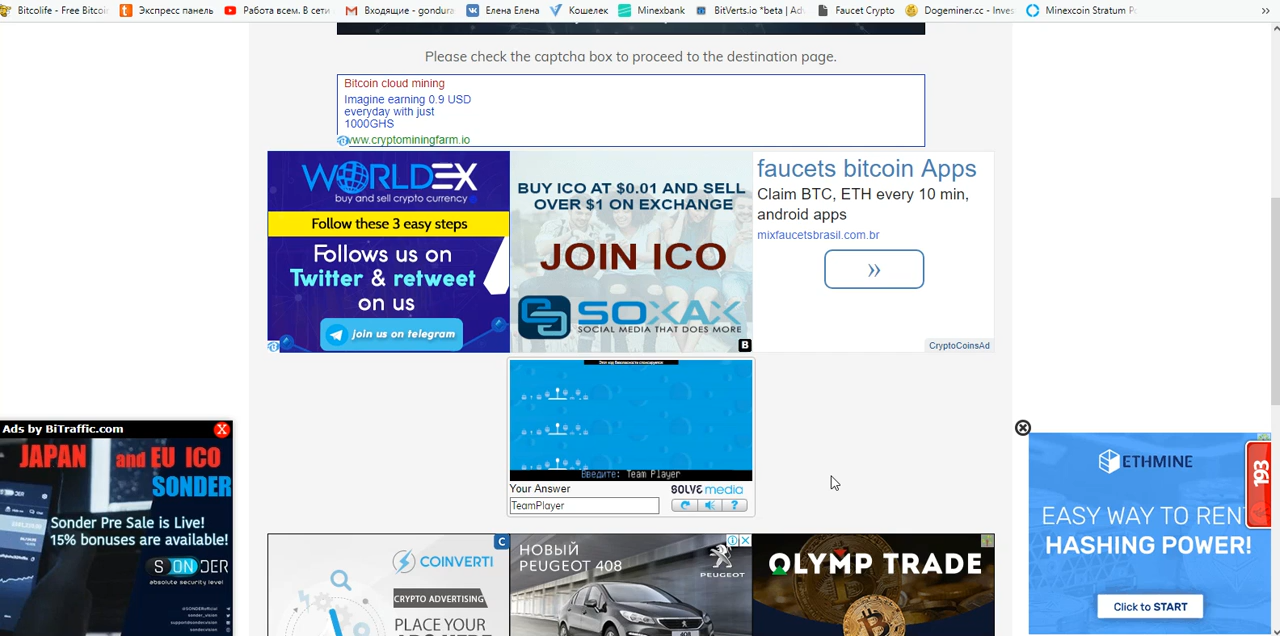 Bitcolife - Free Bitcoi
Экспресс панель
Работа всем. В сети
Входящие - gondura
Елена Елена
Кошелек
Minexbank
BitVerts.io *beta | Ad
Faucet Crypto
Dogeminer.cc - Inves
Minexcoin Stratum P
»
Please check the captcha box to proceed to the destination page.
Bitcoin cloud mining
Imagine earning 0.9 USD
everyday with just
1000GHS
www.cryptominingfarm.io
WORLDEX
buy and sell crypto currency
Follow these 3 easy steps
Follows us on
Twitter & retweet
on us
join us on telegram
BUY ICO AT $0.01 AND SELL
OVER $1 ON EXCHANGE
JOIN ICO
SOXAX
SOCIAL MEDIA THAT DOES MORE
B
faucets bitcoin Apps
Claim BTC, ETH every 10 min,
android apps
mixfaucetsbrasil.com.br
»
CryptoCoinsAd
Введите: Team Player
Your Answer
SOLVE media
TeamPlayer
?
Ads by BiTraffic.com
X
JAPAN and EU ICO
SONDER
Sonder Pre Sale is Live!
15% bonuses are available!
SONDER
absolute security level
ETHMINE
193
EASY WAY TO RENT
HASHING POWER!
Click to START
C
COINVERTI
CRYPTO ADVERTISING
PLACE YOUR
НОВЫЙ
PEUGEOT 408
PEUGEOT
408
OLYMP TRADE